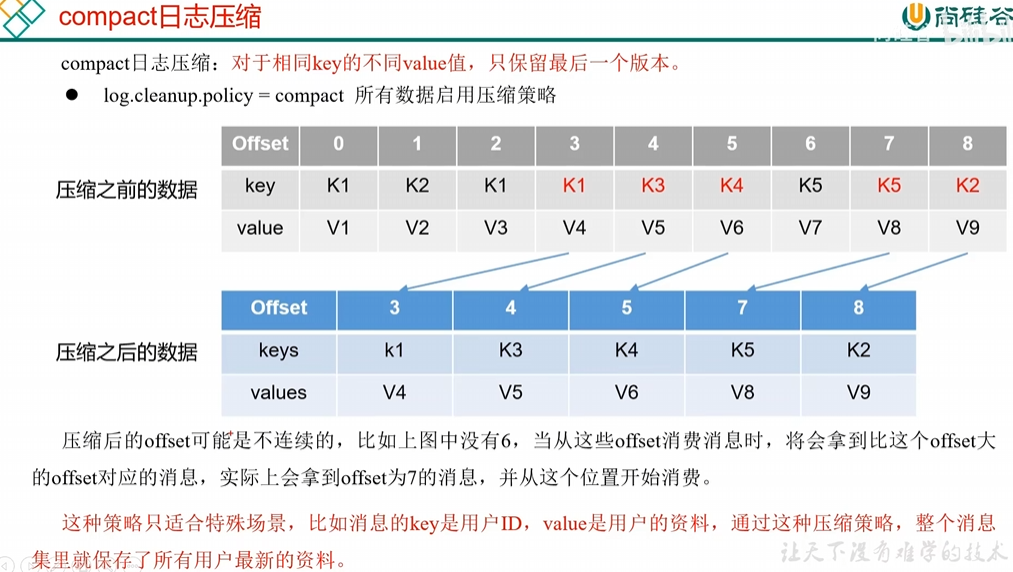 compact日志压缩
尚硅谷
compact日志压缩：对于相同key的不同value值，只保留最后一个版本。
● log.cleanup.policy = compact 所有数据启用压缩策略
压缩之前的数据
Offset 0 1 2 3 4 5 6 7 8
key K1 K2 K1 K1 K3 K4 K5 K5 K2
value V1 V2 V3 V4 V5 V6 V7 V8 V9
压缩之后的数据
Offset 3 4 5 7 8
keys k1 K3 K4 K5 K2
values V4 V5 V6 V8 V9
压缩后的offset可能是不连续的，比如上图中没有6，当从这些offset消费消息时，将会拿到比这个offset大
的offset对应的消息，实际上会拿到offset为7的消息，并从这个位置开始消费。
这种策略只适合特殊场景，比如消息的key是用户ID，value是用户的资料，通过这种压缩策略，整个消息
集里就保存了所有用户最新的资料。
让天下没有难学的技术